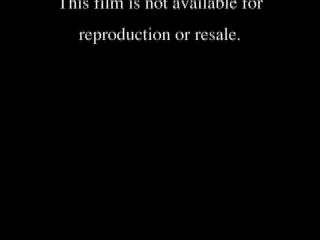 This film is not available for
reproduction or resale.